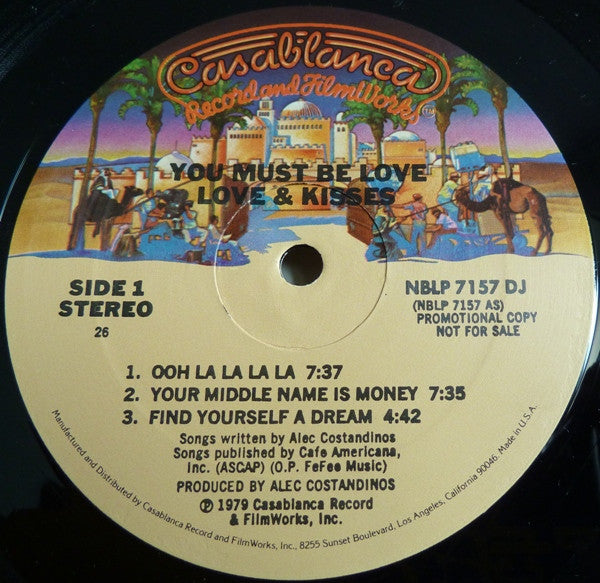 Casablanca
Record and FilmWorks
TM
YOU MUST BE LOVE
LOVE & KISSES
SIDE 1
STEREO
26
NBLP 7157 DJ
(NBLP 7157 AS)
PROMOTIONAL COPY
NOT FOR SALE
1. OOH LA LA LA LA 7:37
2. YOUR MIDDLE NAME IS MONEY 7:35
3. FIND YOURSELF A DREAM 4:42
Songs written by Alec Costandinos
Songs published by Cafe Americana,
Inc. (ASCAP) (O.P. FeFee Music)
PRODUCED BY ALEC COSTANDINOS
℗ 1979 Casablanca Record
& FilmWorks, Inc.
Manufactured and Distributed by Casablanca Record and FilmWorks, Inc., 8255 Sunset Boulevard, Los Angeles, California 90046. Made in U.S.A.